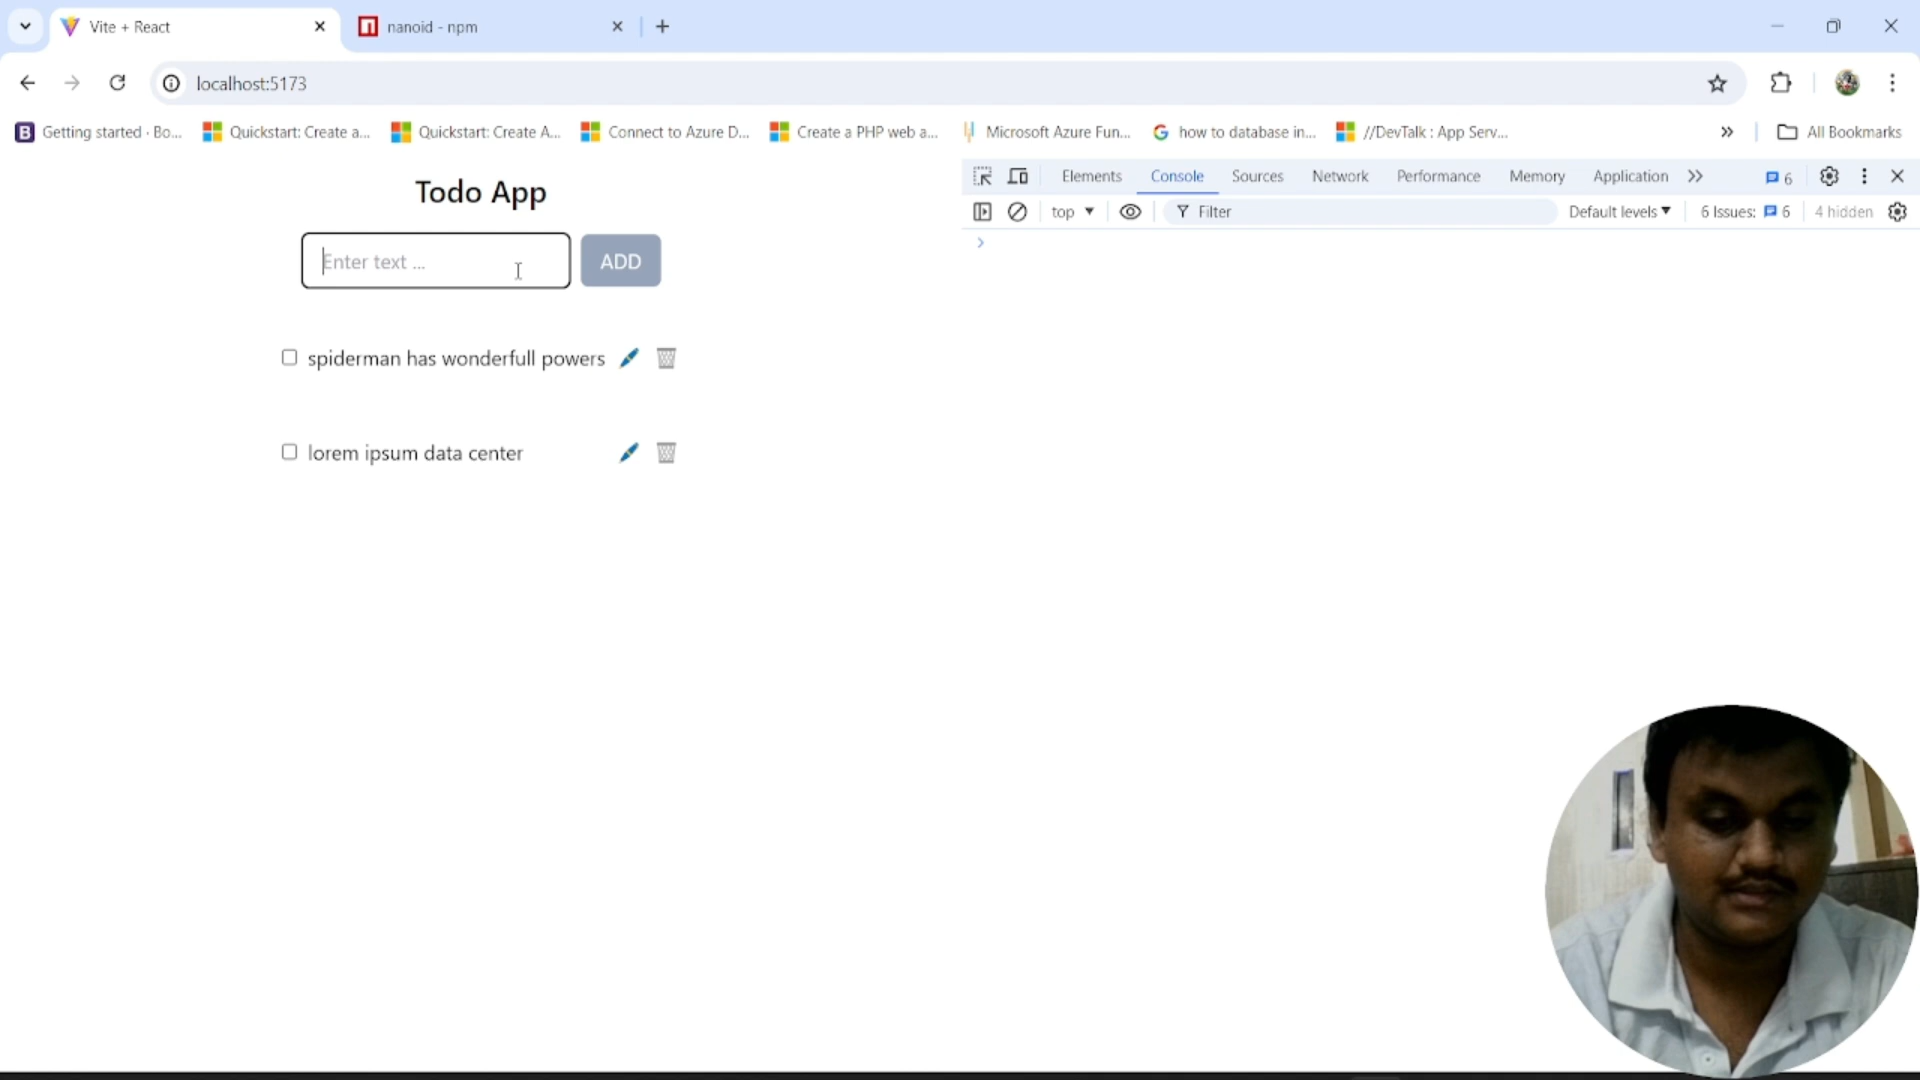 Vite + React
nanoid - npm
localhost:5173
Getting started · Bo...
Quickstart: Create a...
Quickstart: Create A...
Connect to Azure D...
Create a PHP web a...
Microsoft Azure Fun...
how to database in...
//DevTalk : App Serv...
All Bookmarks
Elements
Console
Sources
Network
Performance
Memory
Application
6
top
Filter
Default levels
6 Issues:
6
4 hidden
Todo App
Enter text ...
ADD
spiderman has wonderfull powers
lorem ipsum data center